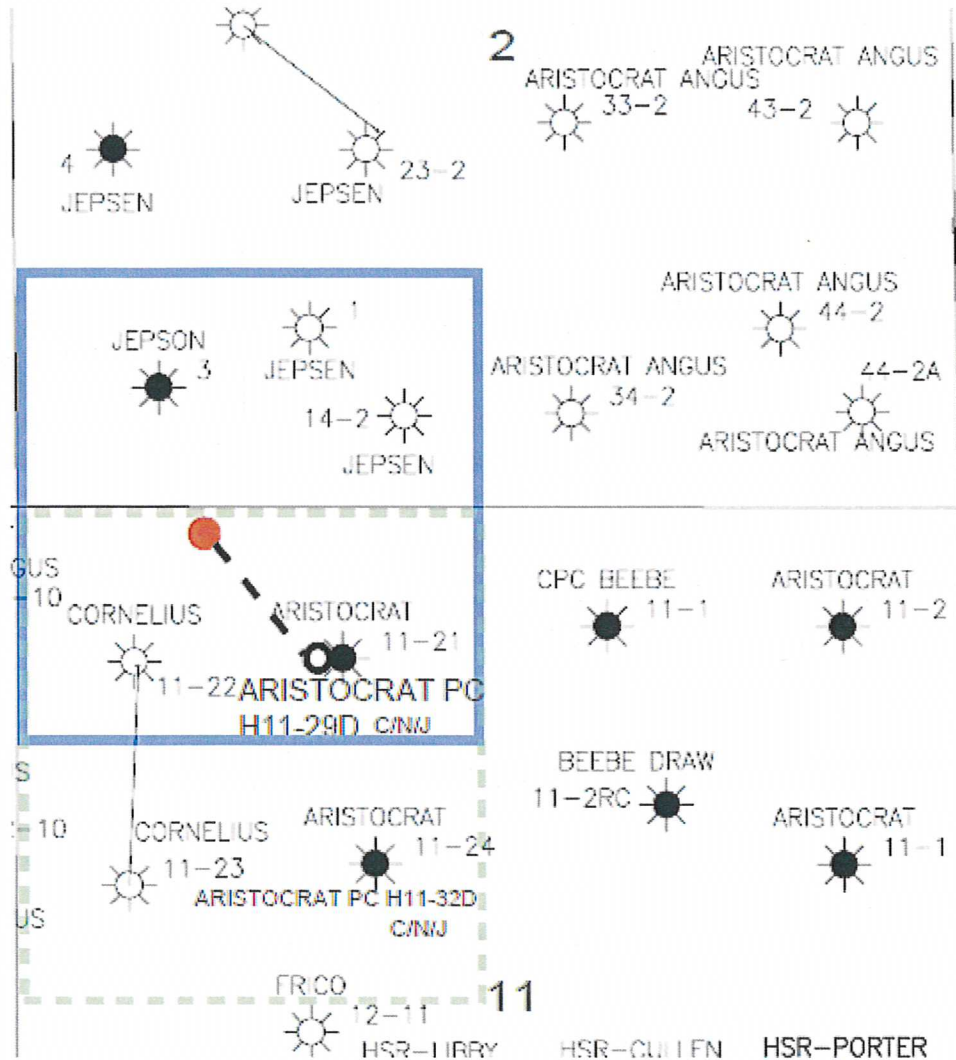 2
ARISTOCRAT ANGUS
ARISTOCRAT ANGUS
33-2
43-2
4
JEPSEN
23-2
JEPSEN
ARISTOCRAT ANGUS
44-2
1
JEPSON
3
JEPSEN
ARISTOCRAT ANGUS
34-2
44-2A
ARISTOCRAT ANGUS
14-2
JEPSEN
GUS
10
CORNELIUS
11-22
ARISTOCRAT
11-21
CPC BEEBE
11-1
ARISTOCRAT
11-2
ARISTOCRAT PC
H11-29D C/N/J
S
BEEBE DRAW
11-2RC
-10
CORNELIUS
11-23
ARISTOCRAT
11-24
ARISTOCRAT
11-1
ARISTOCRAT PC H11-32D
C/N/J
US
FRICO
12-11
11
HSR-LIBBY
HSR-CULLEN
HSR-PORTER